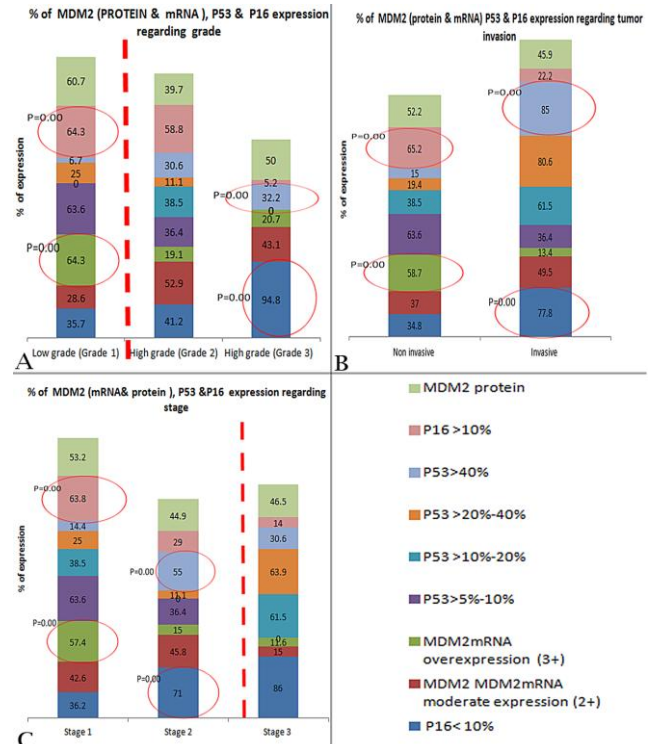 % of MDM2 (PROTEIN & mRNA ), P53 & P16 expression
regarding grade
% of expression
60.7
P=0.00
64.3
6.7
25
0
63.6
P=0.00
64.3
28.6
35.7
Low grade (Grade 1)
39.7
58.8
30.6
11.1
38.5
36.4
19.1
52.9
41.2
High grade (Grade 2)
50
5.2
P=0.00
32.2
0
20.7
43.1
P=0.00
94.8
High grade (Grade 3)
A
% of MDM2 (protein & mRNA) P53 & P16 expression regarding tumor
invasion
% of expression
52.2
P=0.00
65.2
15
19.4
38.5
63.6
P=0.00
58.7
37
34.8
Non invasive
45.9
22.2
P=0.00
85
80.6
61.5
36.4
13.4
49.5
P=0.00
77.8
Invasive
B
% of MDM2 (mRNA& protein ), P53 &P16 expression regarding
stage
% of expression
53.2
P=0.00
63.8
14.4
25
38.5
63.6
P=0.00
57.4
42.6
36.2
Stage 1
44.9
29
P=0.00
55
11.1
0
36.4
15
45.8
P=0.00
71
Stage 2
46.5
14
30.6
63.9
61.5
0
11.6
15
86
Stage 3
C
MDM2 protein
P16 >10%
P53>40%
P53 >20%-40%
P53 >10%-20%
P53>5%-10%
MDM2mRNA
overexpression (3+)
MDM2 MDM2mRNA
moderate expression (2+)
P16< 10%